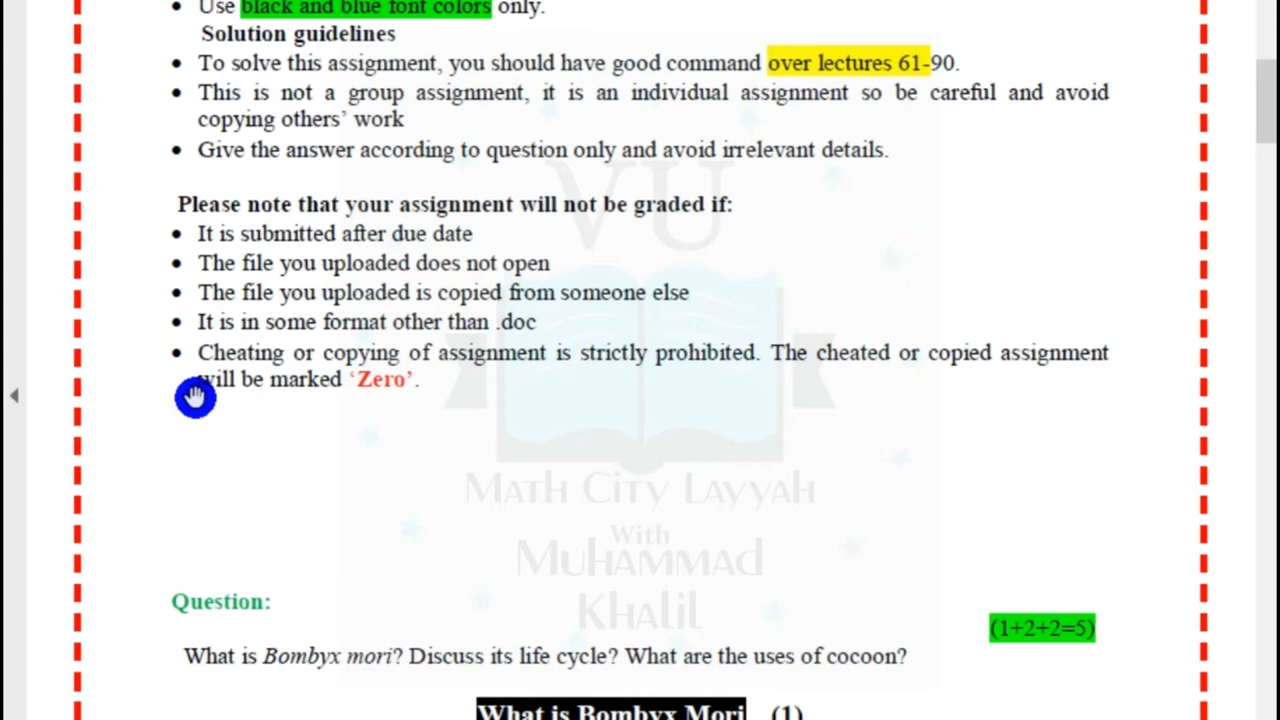 Use black and blue font colors only.
Solution guidelines
To solve this assignment, you should have good command over lectures 61-90.
This is not a group assignment, it is an individual assignment so be careful and avoid
copying others’ work
Give the answer according to question only and avoid irrelevant details.
Please note that your assignment will not be graded if:
It is submitted after due date
The file you uploaded does not open
The file you uploaded is copied from someone else
It is in some format other than .doc
Cheating or copying of assignment is strictly prohibited. The cheated or copied assignment
will be marked ‘Zero’.
VU
Math City Layyah
With
Muhammad
Khalil
Question:
(1+2+2=5)
What is Bombyx mori? Discuss its life cycle? What are the uses of cocoon?
What is Bombyx Mori (1)